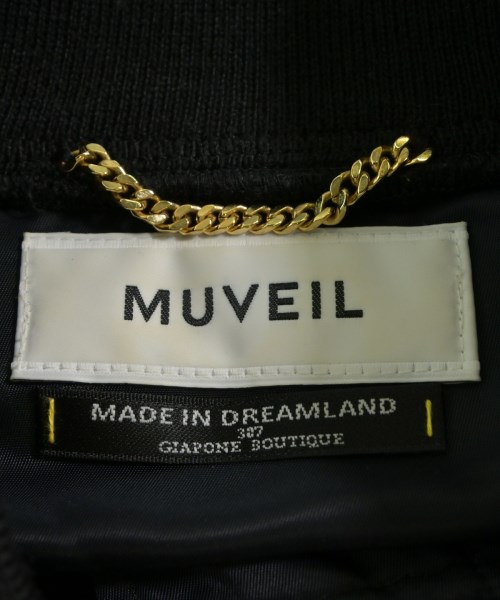 MUVEIL
MADE IN DREAMLAND
387
GIAPONE BOUTIQUE